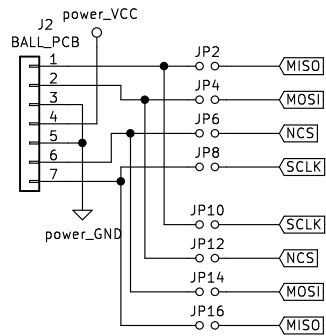 power_VCC
J2
BALL_PCB
1
2
3
4
5
6
7
power_GND
JP2 MISO
JP4 MOSI
JP6 NCS
JP8 SCLK
JP10 SCLK
JP12 NCS
JP14 MOSI
JP16 MISO